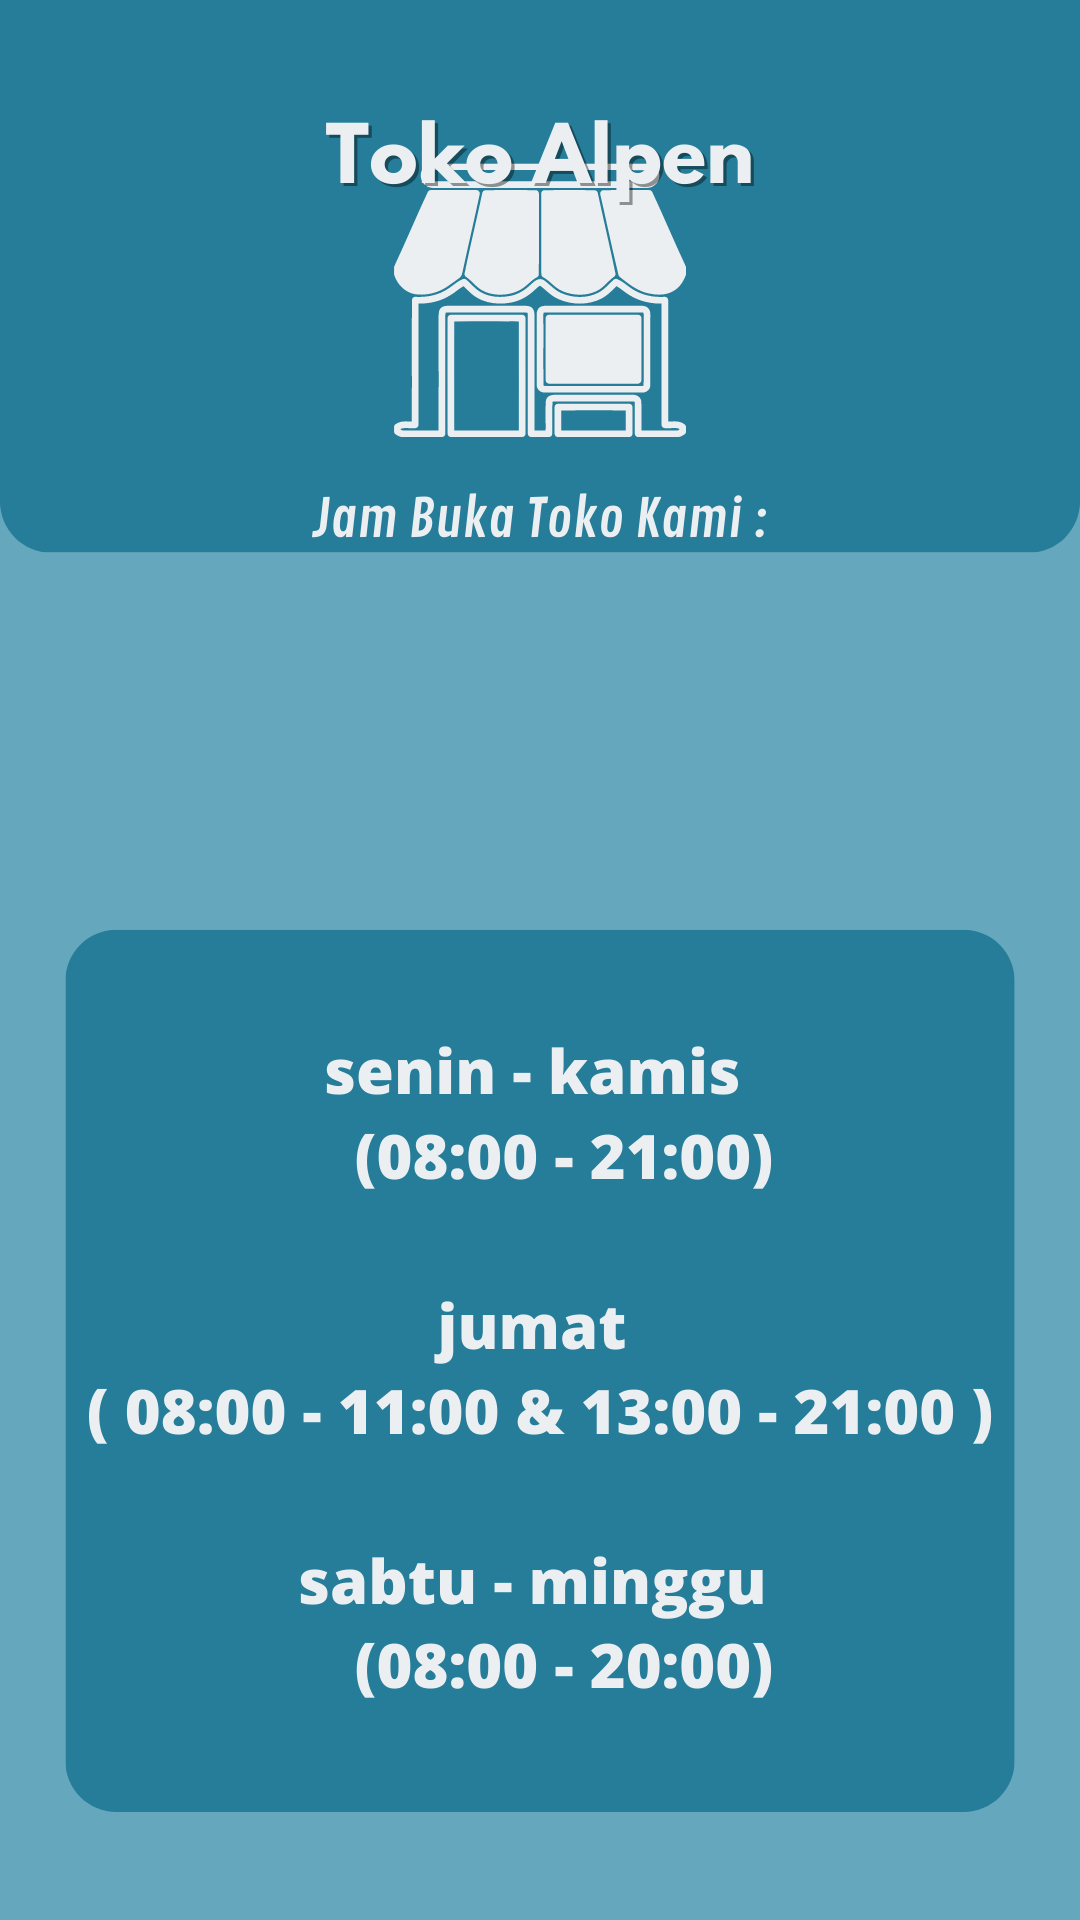 Toko Alpen
Jam Buka Toko Kami :
senin - kamis
(08:00 - 21:00)
jumat
( 08:00 - 11:00 & 13:00 - 21:00 )
sabtu - minggu
(08:00 - 20:00)